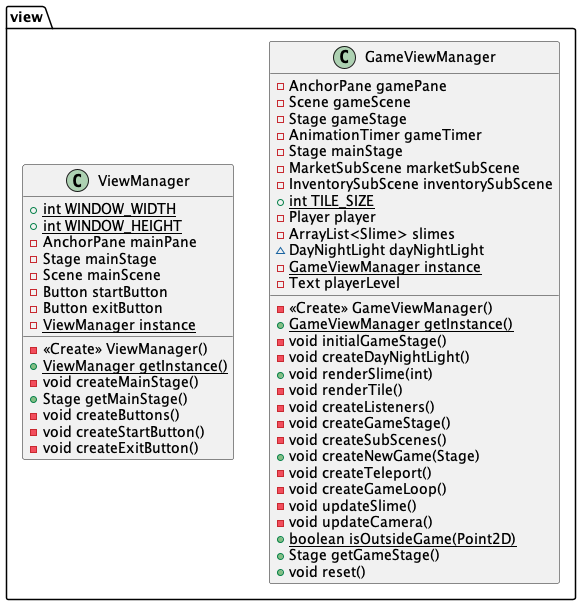 view
C ViewManager
int WINDOW_WIDTH
int WINDOW_HEIGHT
AnchorPane mainPane
Stage mainStage
Scene mainScene
Button startButton
Button exitButton
ViewManager instance
«Create» ViewManager()
ViewManager getInstance()
void createMainStage()
Stage getMainStage()
void createButtons()
void createStartButton()
void createExitButton()
C GameViewManager
AnchorPane gamePane
Scene gameScene
Stage gameStage
AnimationTimer gameTimer
Stage mainStage
MarketSubScene marketSubScene
InventorySubScene inventorySubScene
int TILE_SIZE
Player player
ArrayList<Slime> slimes
DayNightLight dayNightLight
GameViewManager instance
Text playerLevel
«Create» GameViewManager()
GameViewManager getInstance()
void initialGameStage()
void createDayNightLight()
void renderSlime(int)
void renderTile()
void createListeners()
void createGameStage()
void createSubScenes()
void createNewGame(Stage)
void createTeleport()
void createGameLoop()
void updateSlime()
void updateCamera()
boolean isOutsideGame(Point2D)
Stage getGameStage()
void reset()